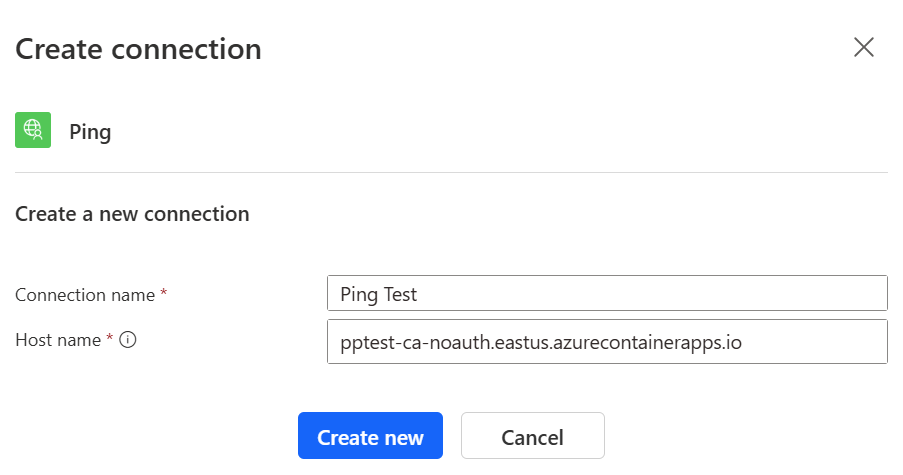 Create connection
Ping
Create a new connection
Connection name *
Ping Test
Host name *
pptest-ca-noauth.eastus.azurecontainerapps.io
Create new
Cancel